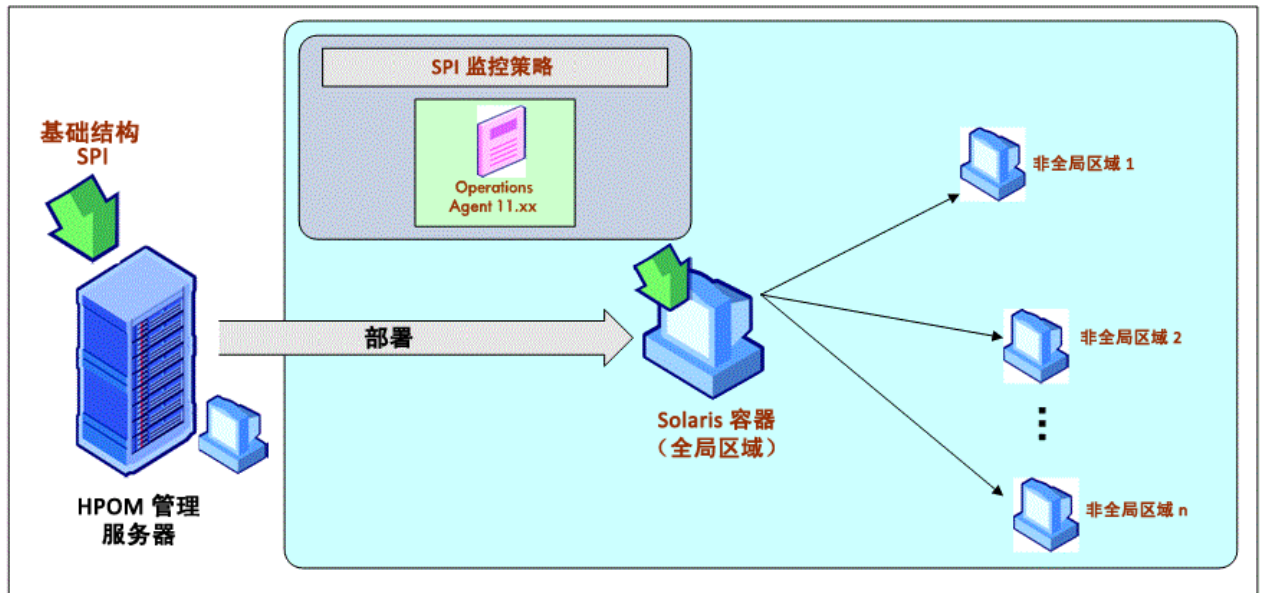 SPI 监控策略
Operations
Agent 11.xx
基础结构
SPI
部署
HPOM 管理
服务器
Solaris 容器
（全局区域）
非全局区域 1
非全局区域 2
非全局区域 n